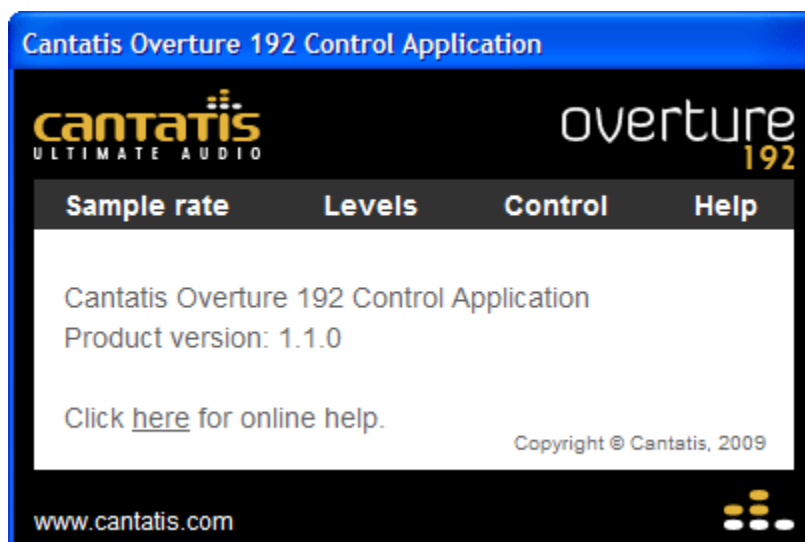 Cantatis Overture 192 Control Application
cantatis
ULTIMATE AUDIO
overture
192
Sample rate Levels Control Help
Cantatis Overture 192 Control Application
Product version: 1.1.0
Click here for online help.
Copyright © Cantatis, 2009
www.cantatis.com